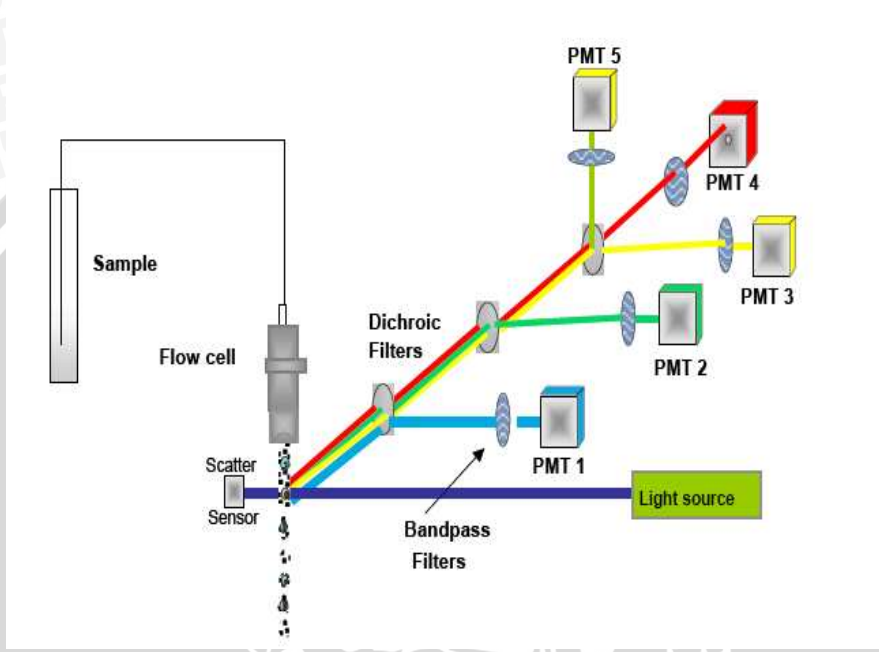 PMT 5
PMT 4
Sample
PMT 3
Dichroic
Filters
Flow cell
PMT 2
Scatter
PMT 1
Sensor
Light source
Bandpass
Filters